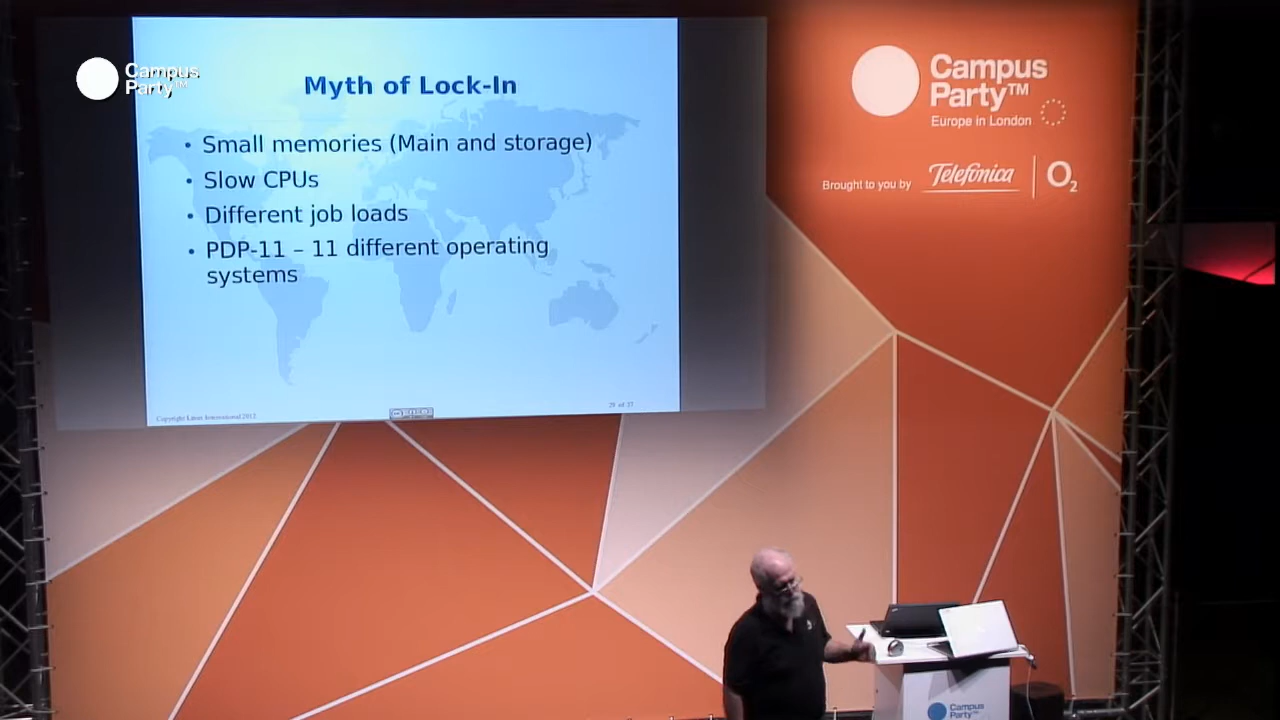 Campus
Party™
Myth of Lock-In
• Small memories (Main and storage)
• Slow CPUs
• Different job loads
• PDP-11 – 11 different operating
systems
Copyright Linux International 2012
Campus
Party™
Europe in London
Brought to you by Telefónica O2
Campus
Party™